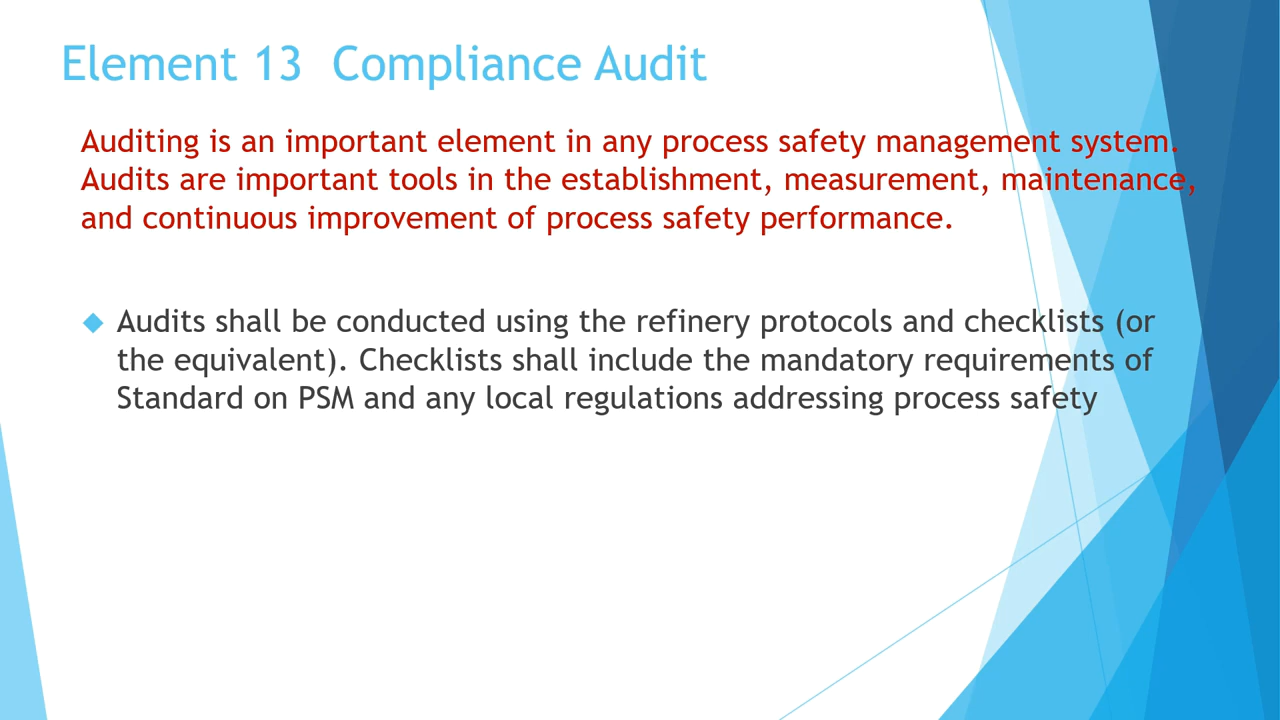 Element 13  Compliance Audit
Auditing is an important element in any process safety management system.
Audits are important tools in the establishment, measurement, maintenance,
and continuous improvement of process safety performance.
Audits shall be conducted using the refinery protocols and checklists (or
the equivalent). Checklists shall include the mandatory requirements of
Standard on PSM and any local regulations addressing process safety